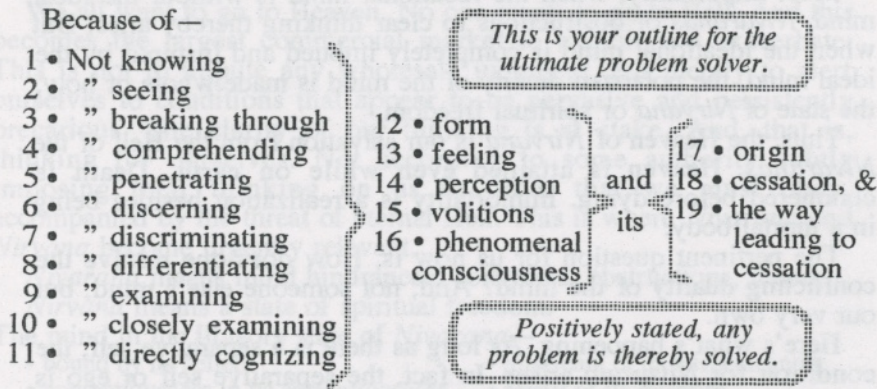 Because of—
1 • Not knowing
2 • ” seeing
3 • ” breaking through
4 • ” comprehending
5 • ” penetrating
6 • ” discerning
7 • ” discriminating
8 • ” differentiating
9 • ” examining
10 • ” closely examining
11 • ” directly cognizing
12 • form
13 • feeling
14 • perception
15 • volitions
16 • phenomenal
consciousness
and
its
17 • origin
18 • cessation, &
19 • the way
leading to
cessation
This is your outline for the
ultimate problem solver.
Positively stated, any
problem is thereby solved.